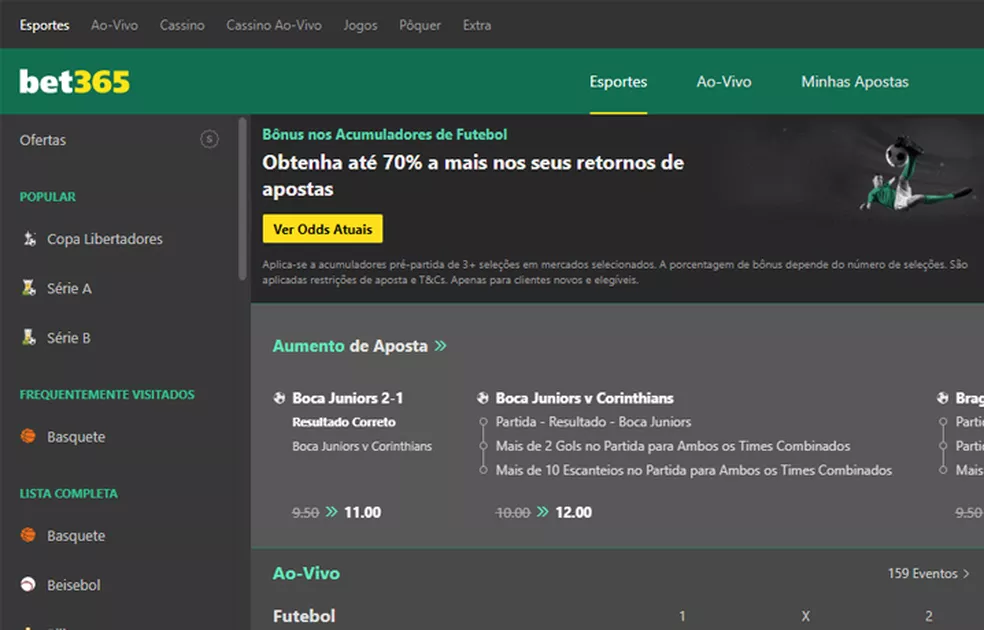 Esportes Ao-Vivo Cassino Cassino Ao-Vivo Jogos Pôquer Extra
bet365
Esportes Ao-Vivo Minhas Apostas
Ofertas S
POPULAR
Copa Libertadores
Série A
Série B
FREQUENTEMENTE VISITADOS
Basquete
LISTA COMPLETA
Basquete
Beisebol
Bônus nos Acumuladores de Futebol
Obtenha até 70% a mais nos seus retornos de
apostas
Ver Odds Atuais
Aplica-se a acumuladores pré-partida de 3+ seleções em mercados selecionados. A porcentagem de bônus depende do número de seleções. São
aplicadas restrições de aposta e T&Cs. Apenas para clientes novos e elegíveis.
Aumento de Aposta
Boca Juniors 2-1
Resultado Correto
Boca Juniors v Corinthians
9.50 11.00
Boca Juniors v Corinthians
Partida - Resultado - Boca Juniors
Mais de 2 Gols no Partida para Ambos os Times Combinados
Mais de 10 Escanteios no Partida para Ambos os Times Combinados
10.00 12.00
Brag
Parti
Parti
Mais
9.50
Ao-Vivo 159 Eventos
Futebol 1 X 2